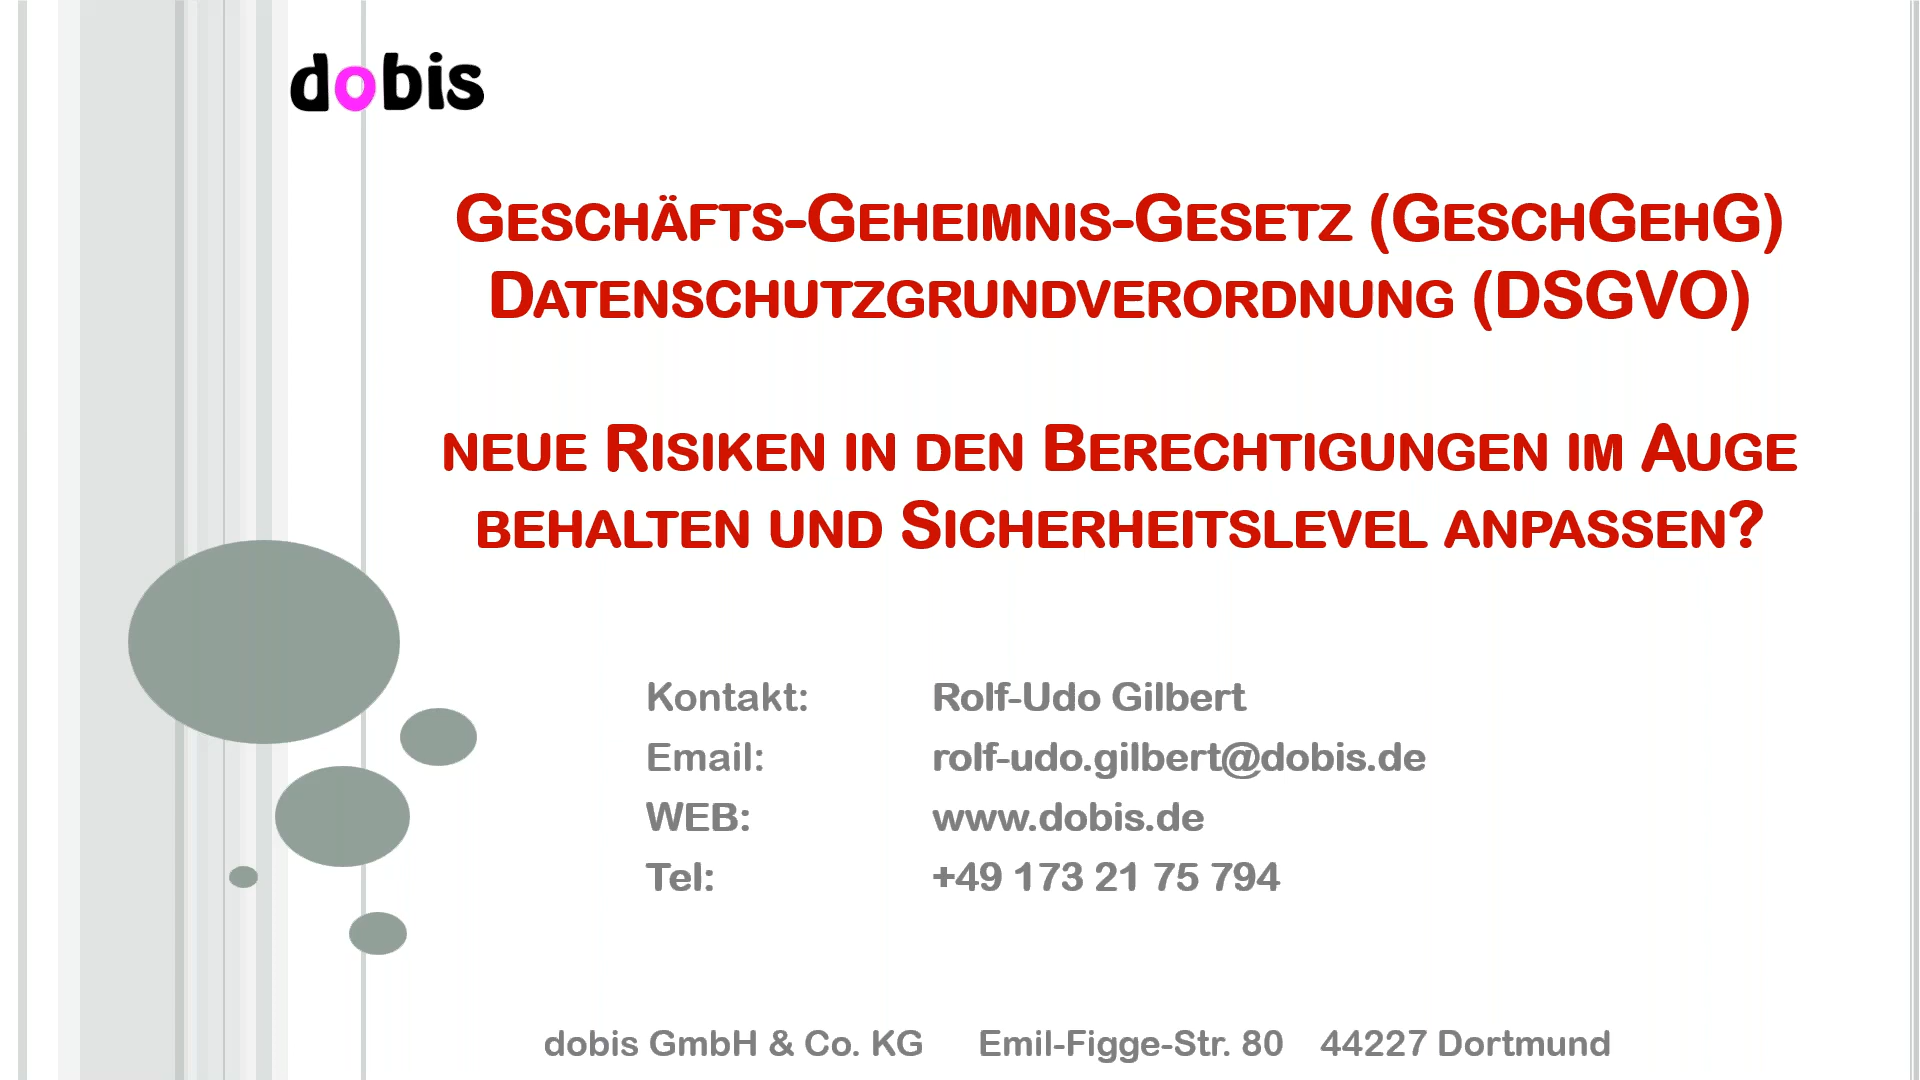 dobis
Geschäfts-Geheimnis-Gesetz (GeschGehG)
Datenschutzgrundverordnung (DSGVO)
neue Risiken in den Berechtigungen im Auge
behalten und Sicherheitslevel anpassen?
Kontakt: Rolf-Udo Gilbert
Email: rolf-udo.gilbert@dobis.de
WEB: www.dobis.de
Tel: +49 173 21 75 794
dobis GmbH & Co. KG Emil-Figge-Str. 80 44227 Dortmund